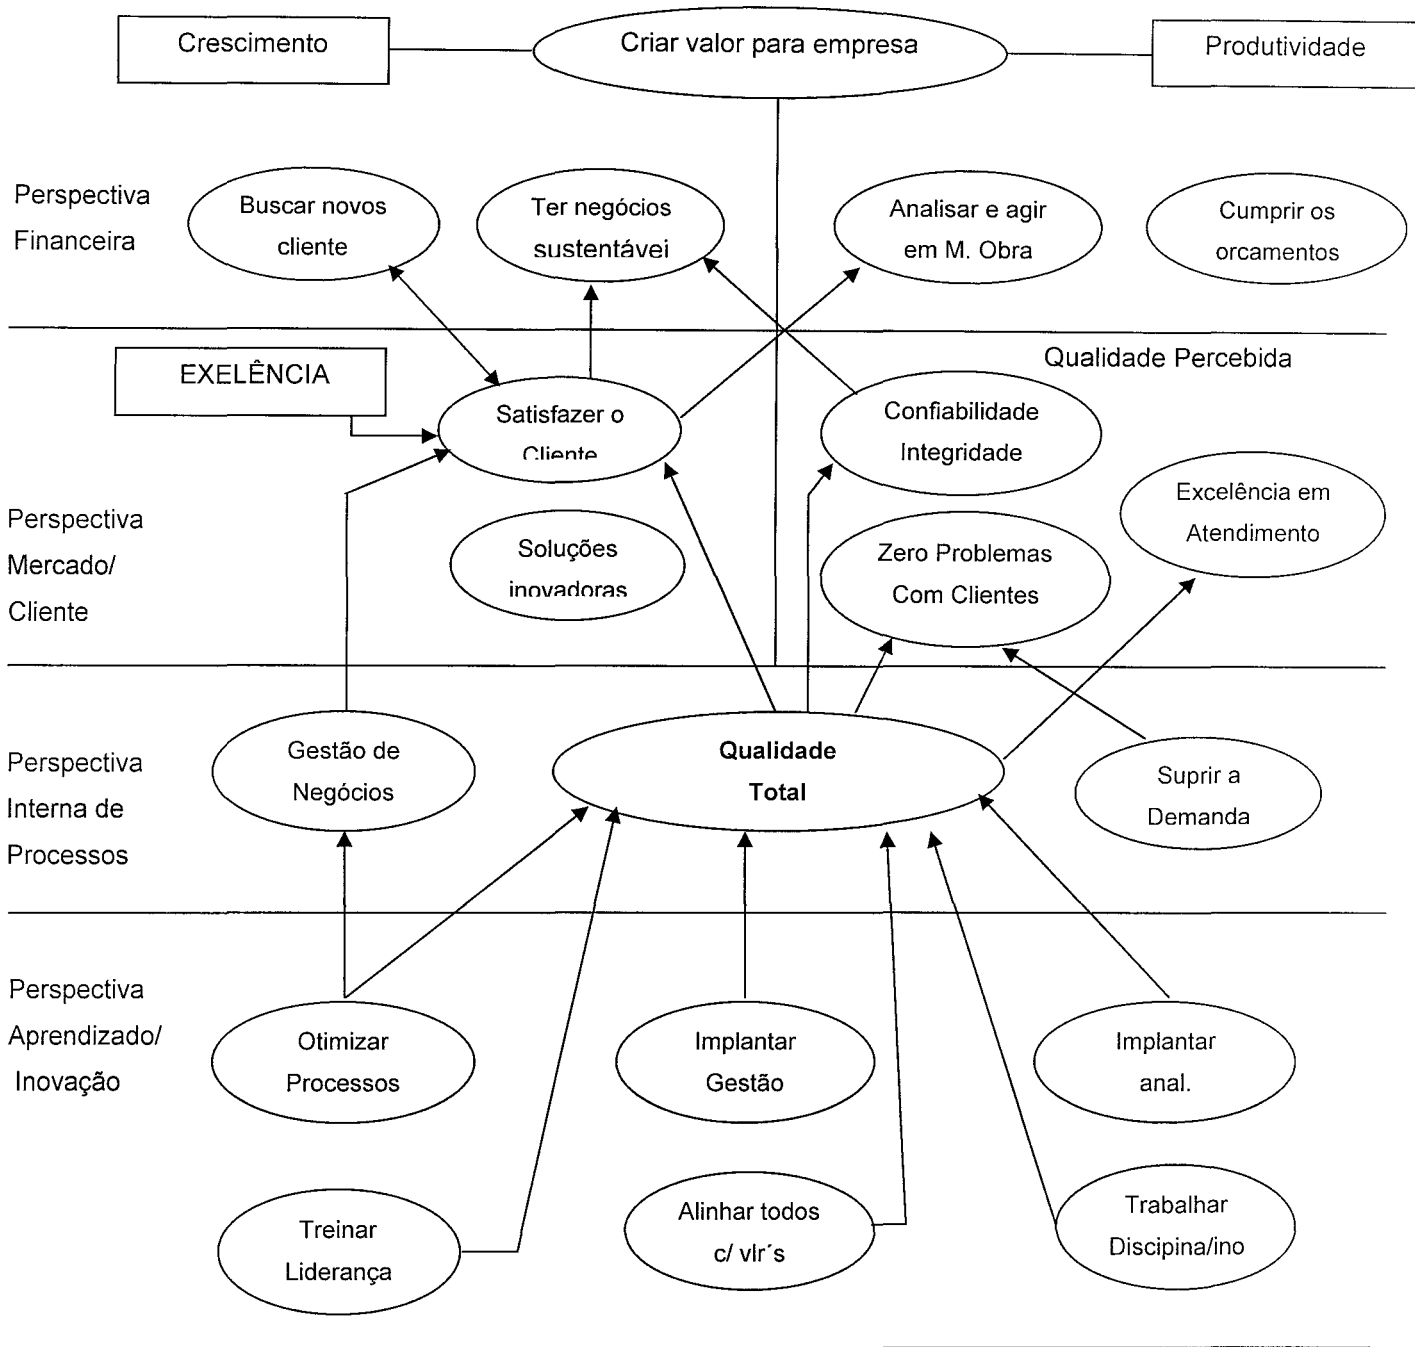 Crescimento
Criar valor para empresa
Produtividade
Perspectiva
Financeira
Buscar novos
cliente
Ter negócios
sustentável
Analisar e agir
em M. Obra
Cumprir os
orcamentos
EXELÊNCIA
Qualidade Percebida
Satisfazer o
Cliente
Confiabilidade
Integridade
Perspectiva
Mercado/
Cliente
Soluções
inovadoras
Zero Problemas
Com Clientes
Excelência em
Atendimento
Perspectiva
Interna de
Processos
Gestão de
Negócios
Qualidade
Total
Suprir a
Demanda
Perspectiva
Aprendizado/
Inovação
Otimizar
Processos
Implantar
Gestão
Implantar
anal.
Treinar
Liderança
Alinhar todos
c/ vlr´s
Trabalhar
Discipina/ino